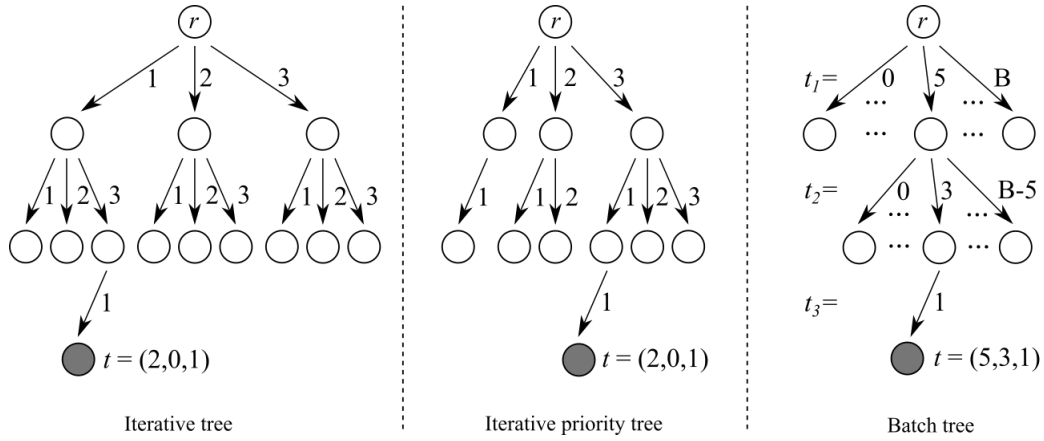 r
1 2 3
1 2 3 1 2 3 1 2 3
1
t = (2,0,1)
Iterative tree
r
1 2 3
1 1 2 1 2 3
1
t = (2,0,1)
Iterative priority tree
r
t1= 0 5 B
... ...
... ...
t2= 0 3 B-5
... ...
... ...
t3= 1
t = (5,3,1)
Batch tree